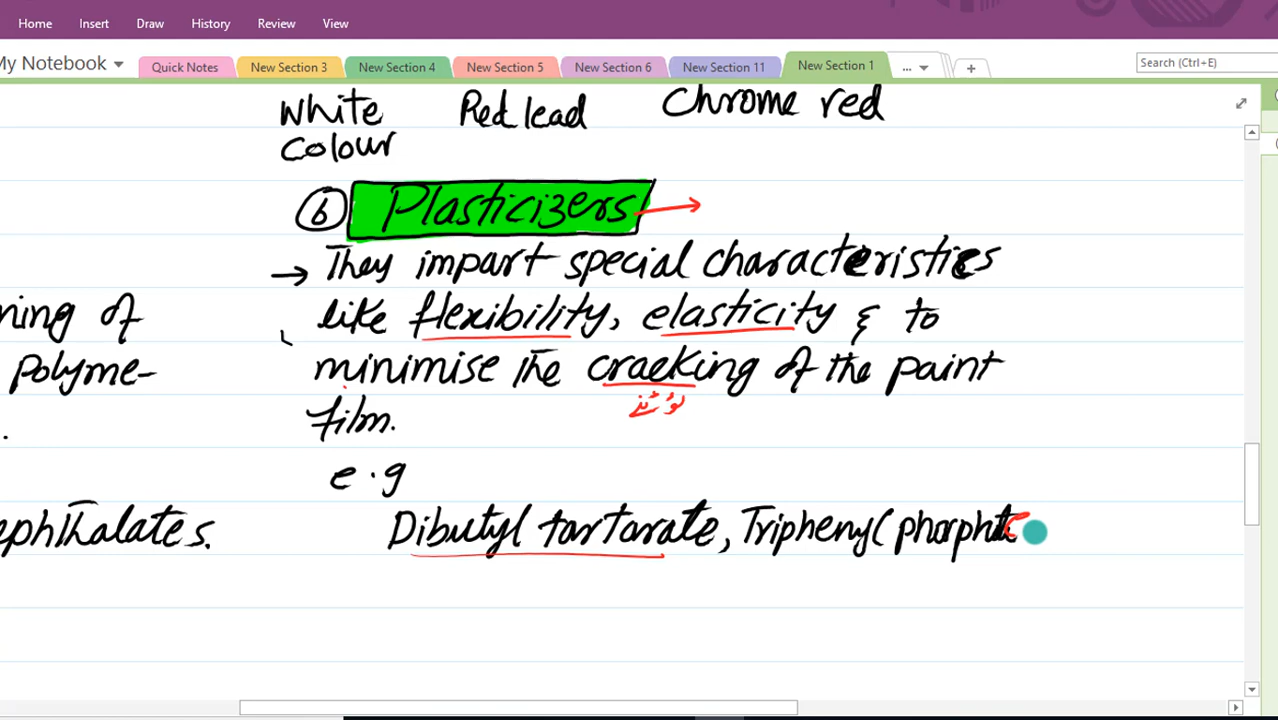 Home Insert Draw History Review View
My Notebook Quick Notes New Section 3 New Section 4 New Section 5 New Section 6 New Section 11 New Section 1 ... + Search (Ctrl+E)
White Red lead Chrome red
Colour
6 Plasticizers →
→ They impart special characteristics
ning of like flexibility, elasticity & to
Polyme- minimise the cracking of the paint
film.
e.g
ephthalates. Dibutyl tartarate, Triphenyl